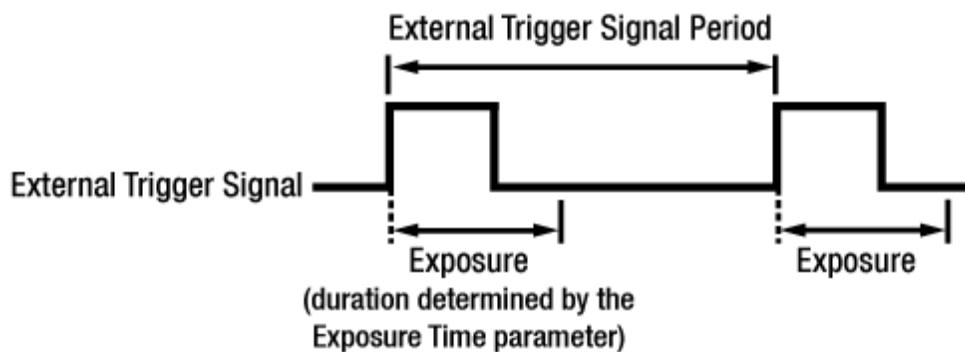 External Trigger Signal Period
External Trigger Signal
Exposure
(duration determined by the
Exposure Time parameter)
Exposure